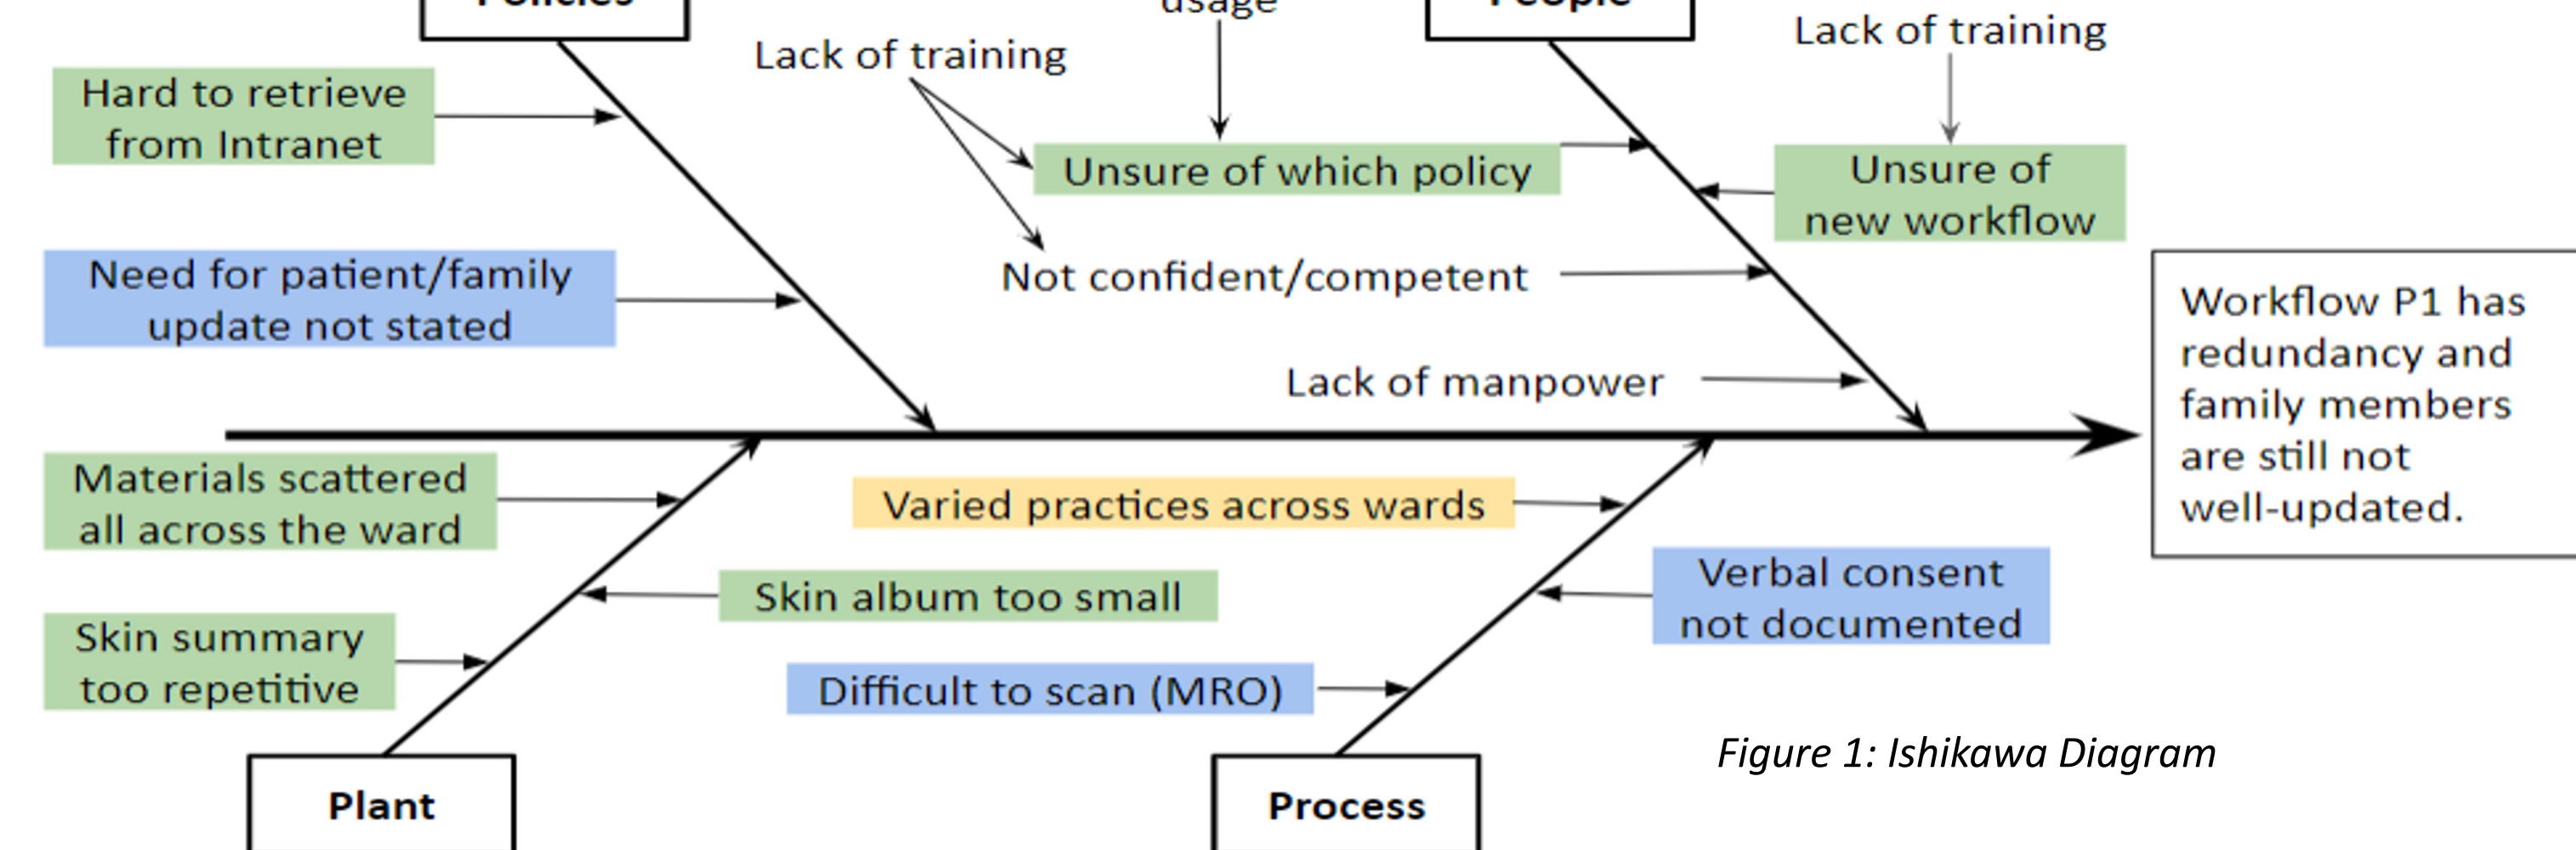 Policies
usage
People
Lack of training
Lack of training
Hard to retrieve
from Intranet
Unsure of which policy
Unsure of
new workflow
Need for patient/family
update not stated
Not confident/competent
Lack of manpower
Workflow P1 has
redundancy and
family members
are still not
well-updated.
Materials scattered
all across the ward
Varied practices across wards
Skin album too small
Verbal consent
not documented
Skin summary
too repetitive
Difficult to scan (MRO)
Figure 1: Ishikawa Diagram
Plant
Process